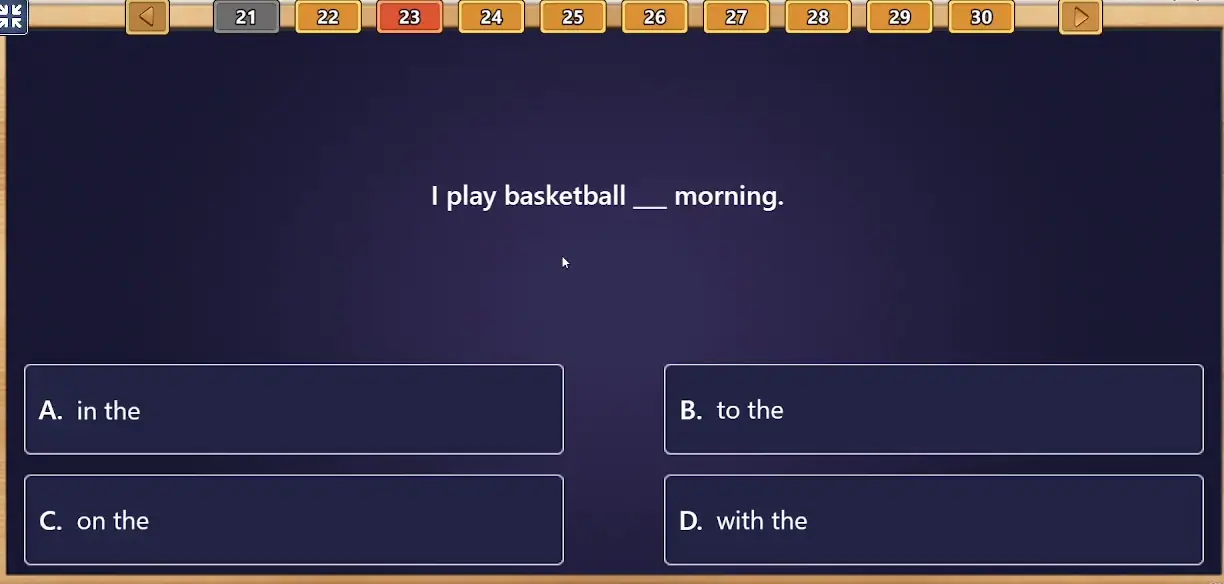 21 22 23 24 25 26 27 28 29 30
I play basketball ___ morning.
A. in the
B. to the
C. on the
D. with the